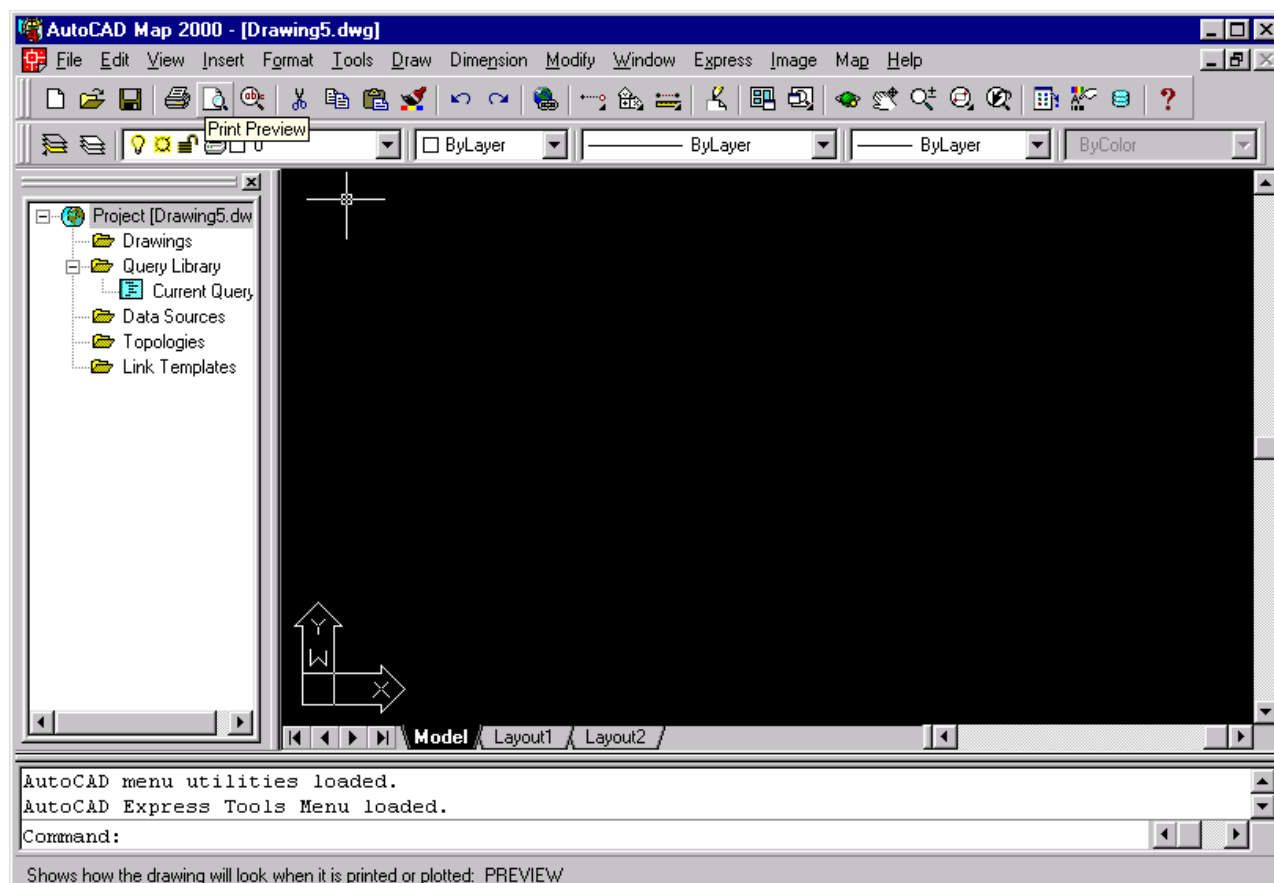 AutoCAD Map 2000 - [Drawing5.dwg]
File Edit View Insert Format Tools Draw Dimension Modify Window Express Image Map Help
Print Preview
0 ByLayer ByLayer ByLayer ByColor
Project [Drawing5.dw
Drawings
Query Library
Current Query
Data Sources
Topologies
Link Templates
Y
W
X
Model Layout1 Layout2
AutoCAD menu utilities loaded.
AutoCAD Express Tools Menu loaded.
Command:
Shows how the drawing will look when it is printed or plotted: PREVIEW